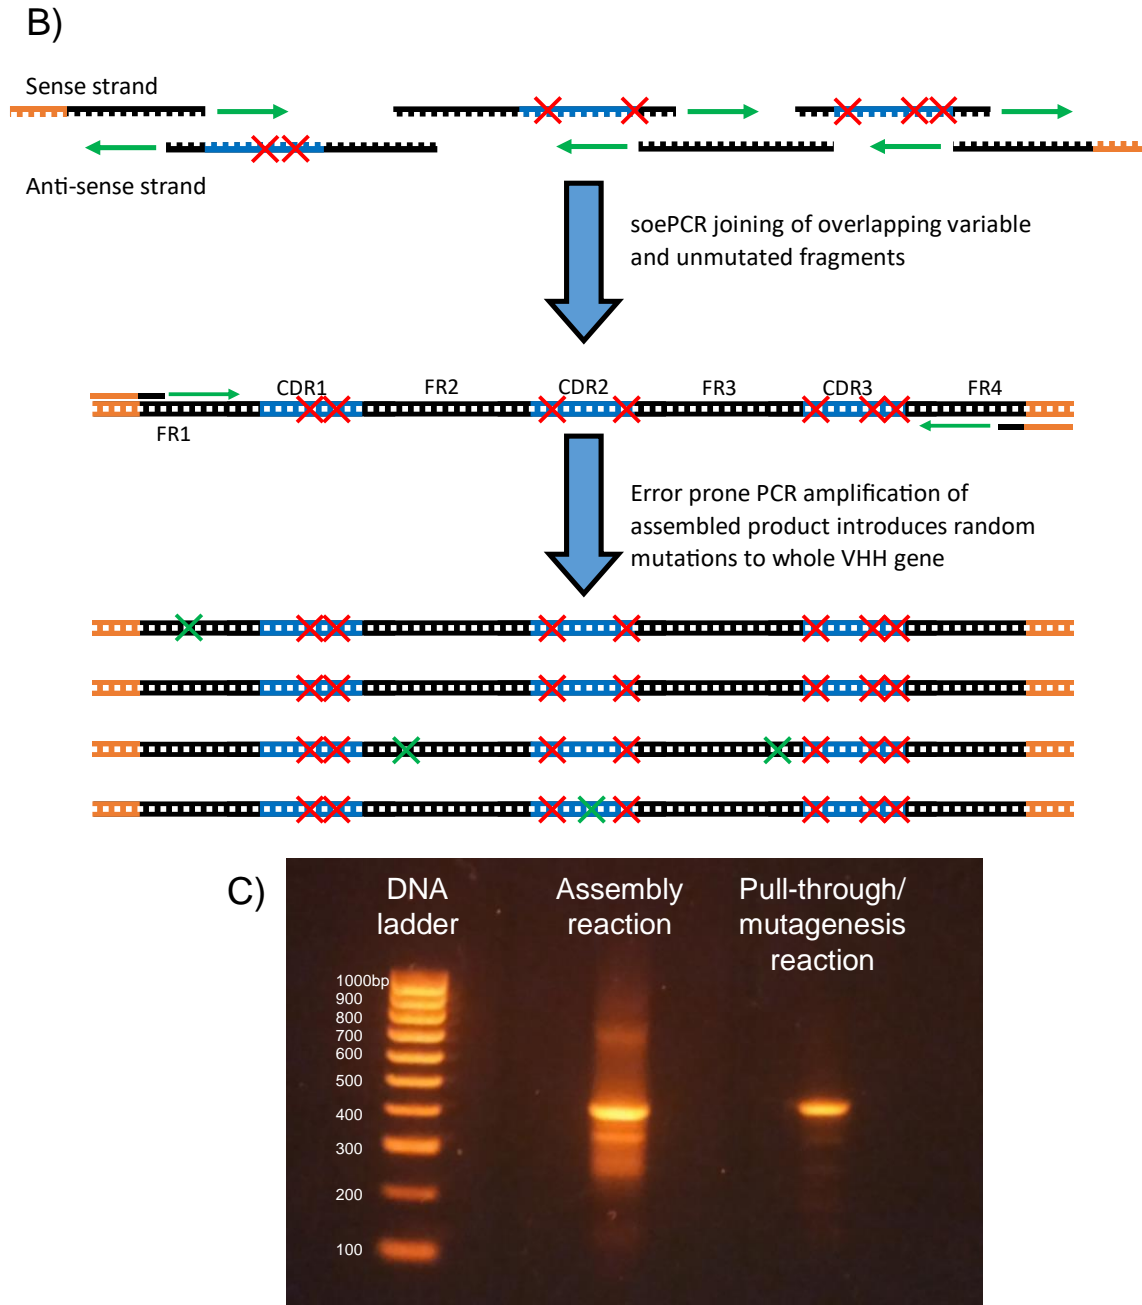 B)
Sense strand
Anti-sense strand
soePCR joining of overlapping variable
and unmutated fragments
CDR1
FR2
CDR2
FR3
CDR3
FR4
FR1
Error prone PCR amplification of
assembled product introduces random
mutations to whole VHH gene
C)
DNA
ladder
Assembly
reaction
Pull-through/
mutagenesis
reaction
1000bp
900
800
700
600
500
400
300
200
100